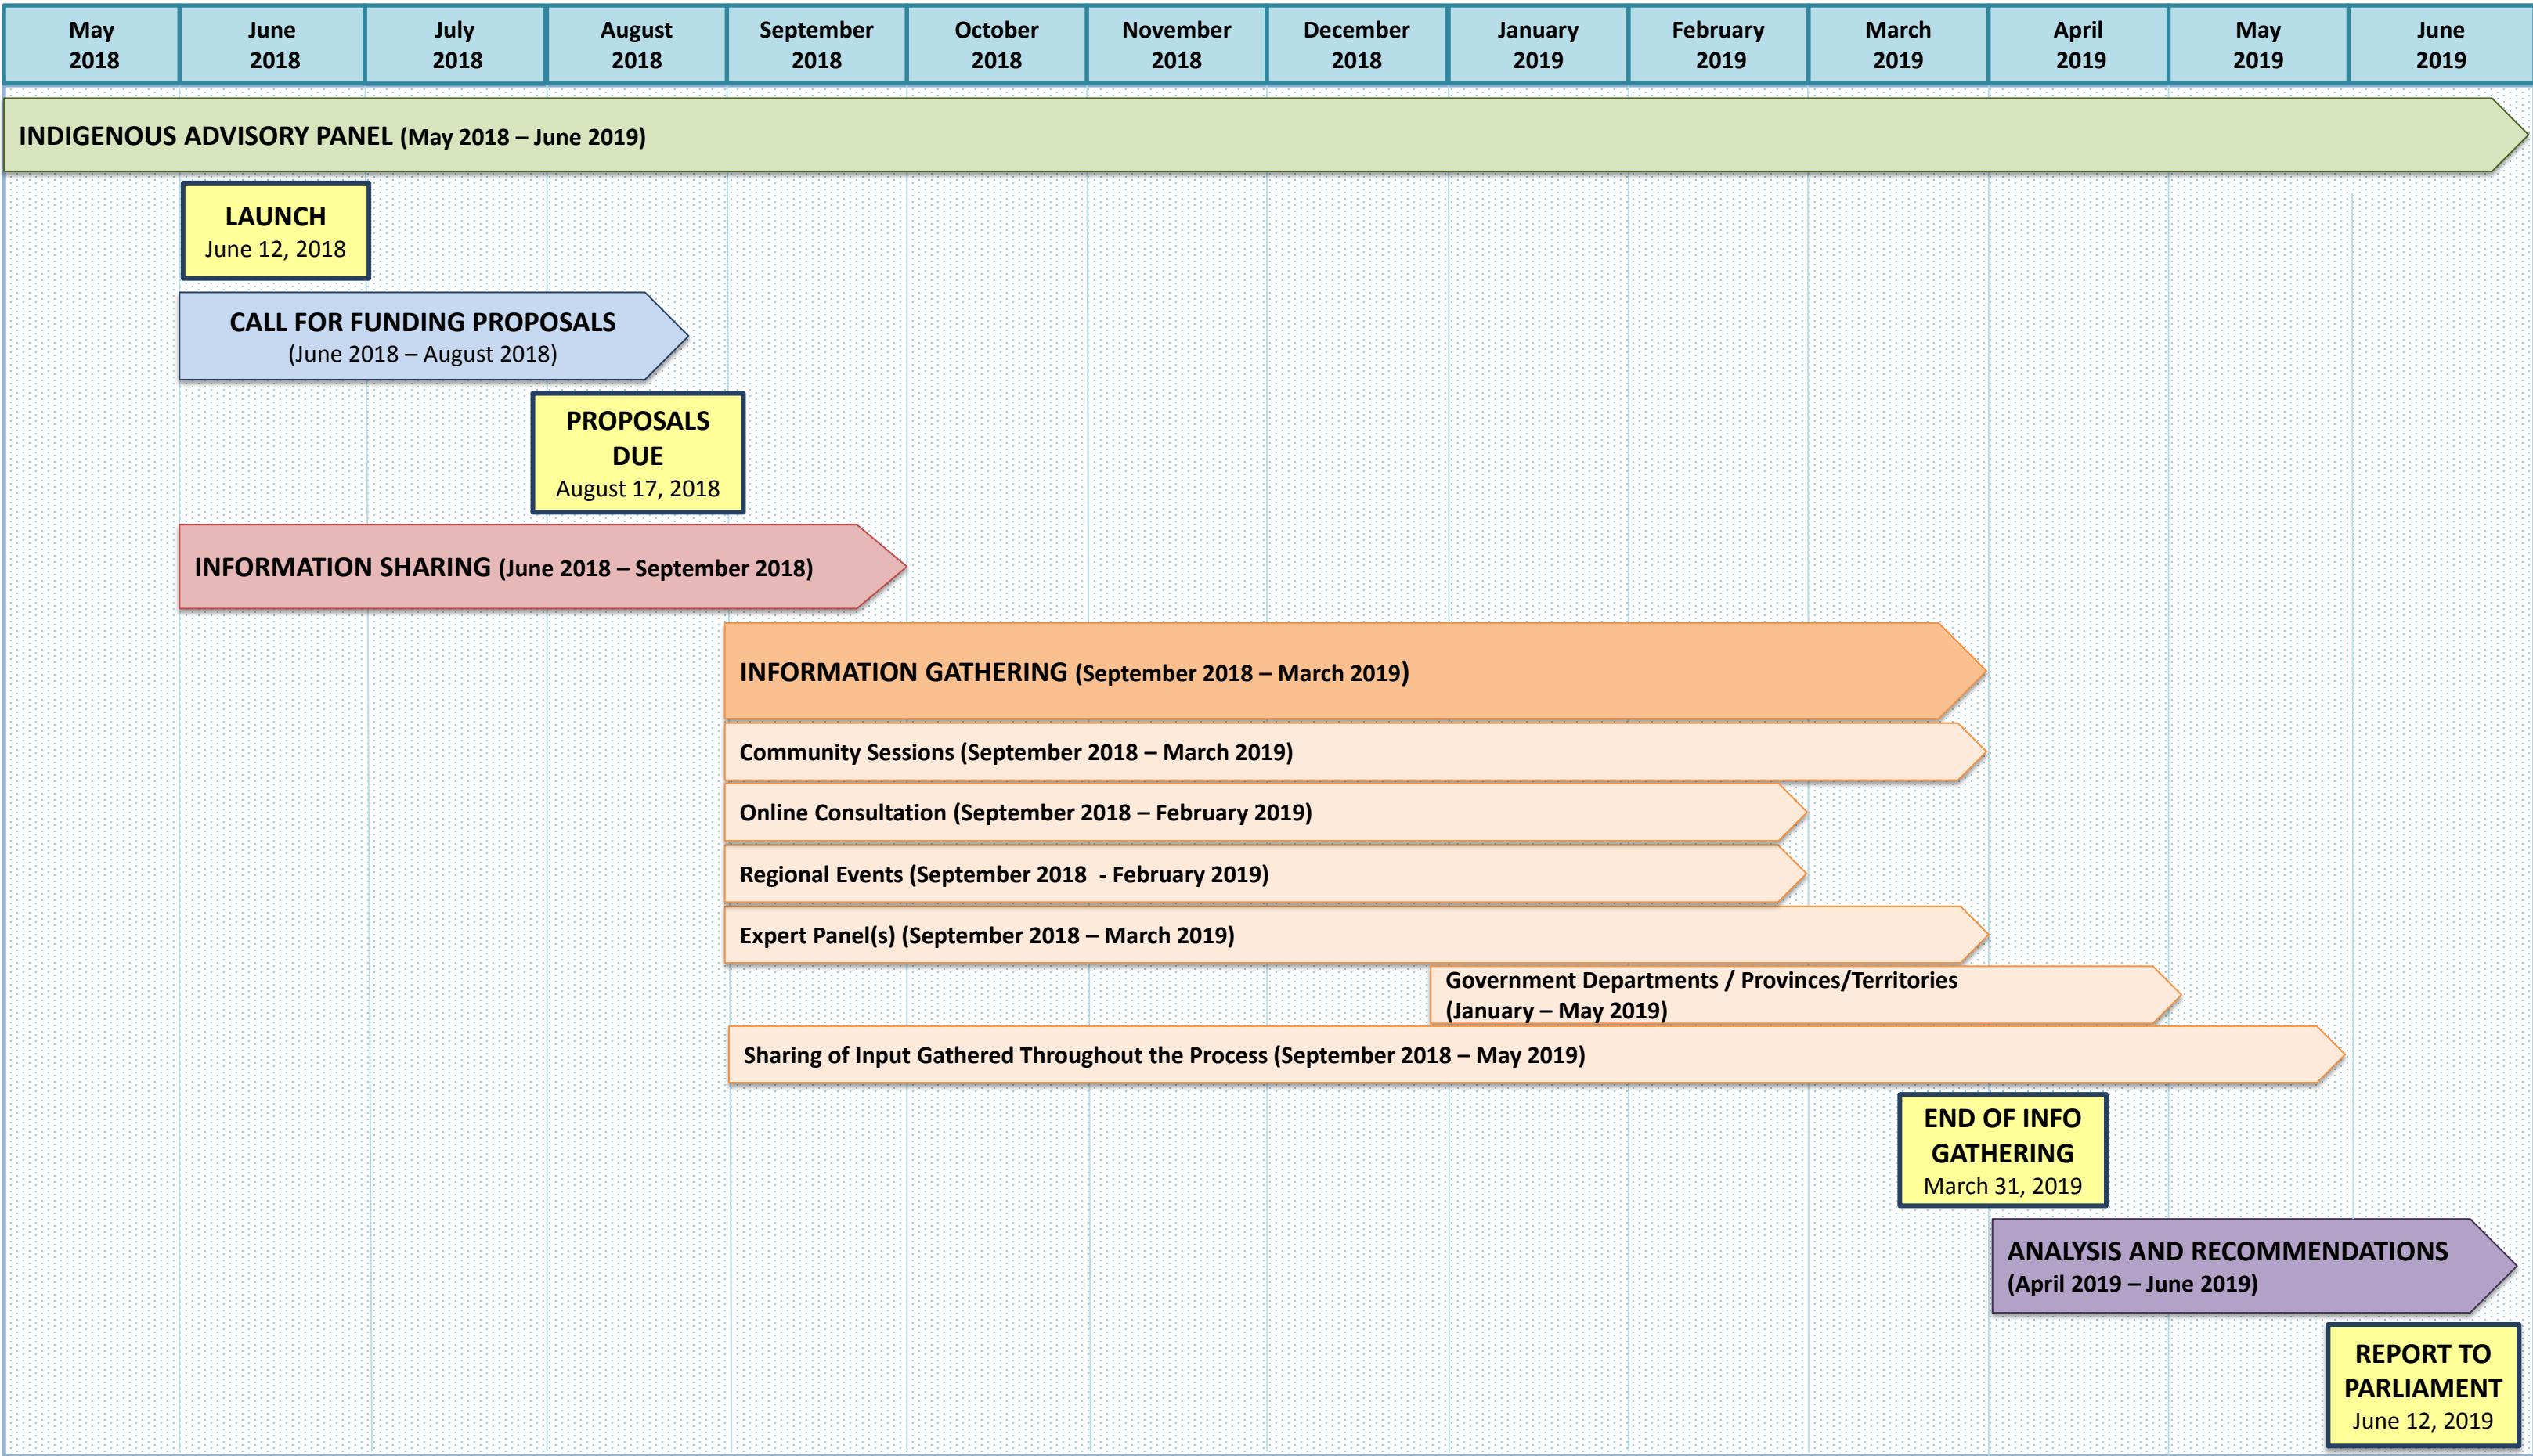 May
2018
June
2018
July
2018
August
2018
September
2018
October
2018
November
2018
December
2018
January
2019
February
2019
March
2019
April
2019
May
2019
June
2019
INDIGENOUS ADVISORY PANEL (May 2018 – June 2019)
LAUNCH
June 12, 2018
CALL FOR FUNDING PROPOSALS
(June 2018 – August 2018)
PROPOSALS
DUE
August 17, 2018
INFORMATION SHARING (June 2018 – September 2018)
INFORMATION GATHERING (September 2018 – March 2019)
Community Sessions (September 2018 – March 2019)
Online Consultation (September 2018 – February 2019)
Regional Events (September 2018  - February 2019)
Expert Panel(s) (September 2018 – March 2019)
Government Departments / Provinces/Territories
(January – May 2019)
Sharing of Input Gathered Throughout the Process (September 2018 – May 2019)
END OF INFO
GATHERING
March 31, 2019
ANALYSIS AND RECOMMENDATIONS
(April 2019 – June 2019)
REPORT TO
PARLIAMENT
June 12, 2019